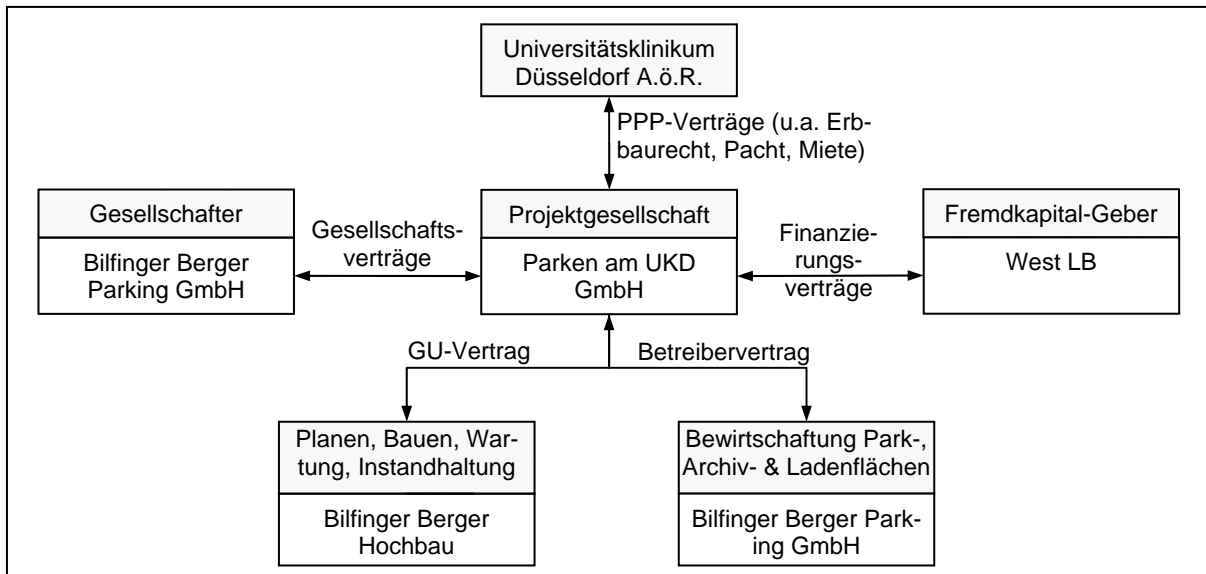 Universitätsklinikum
Düsseldorf A.ö.R.
PPP-Verträge (u.a. Erb-
baurecht, Pacht, Miete)
Gesellschafter
Bilfinger Berger
Parking GmbH
Gesellschafts-
verträge
Projektgesellschaft
Parken am UKD
GmbH
Finanzie-
rungs-
verträge
Fremdkapital-Geber
West LB
GU-Vertrag
Betreibervertrag
Planen, Bauen, War-
tung, Instandhaltung
Bilfinger Berger
Hochbau
Bewirtschaftung Park-,
Archiv- & Ladenflächen
Bilfinger Berger Park-
ing GmbH